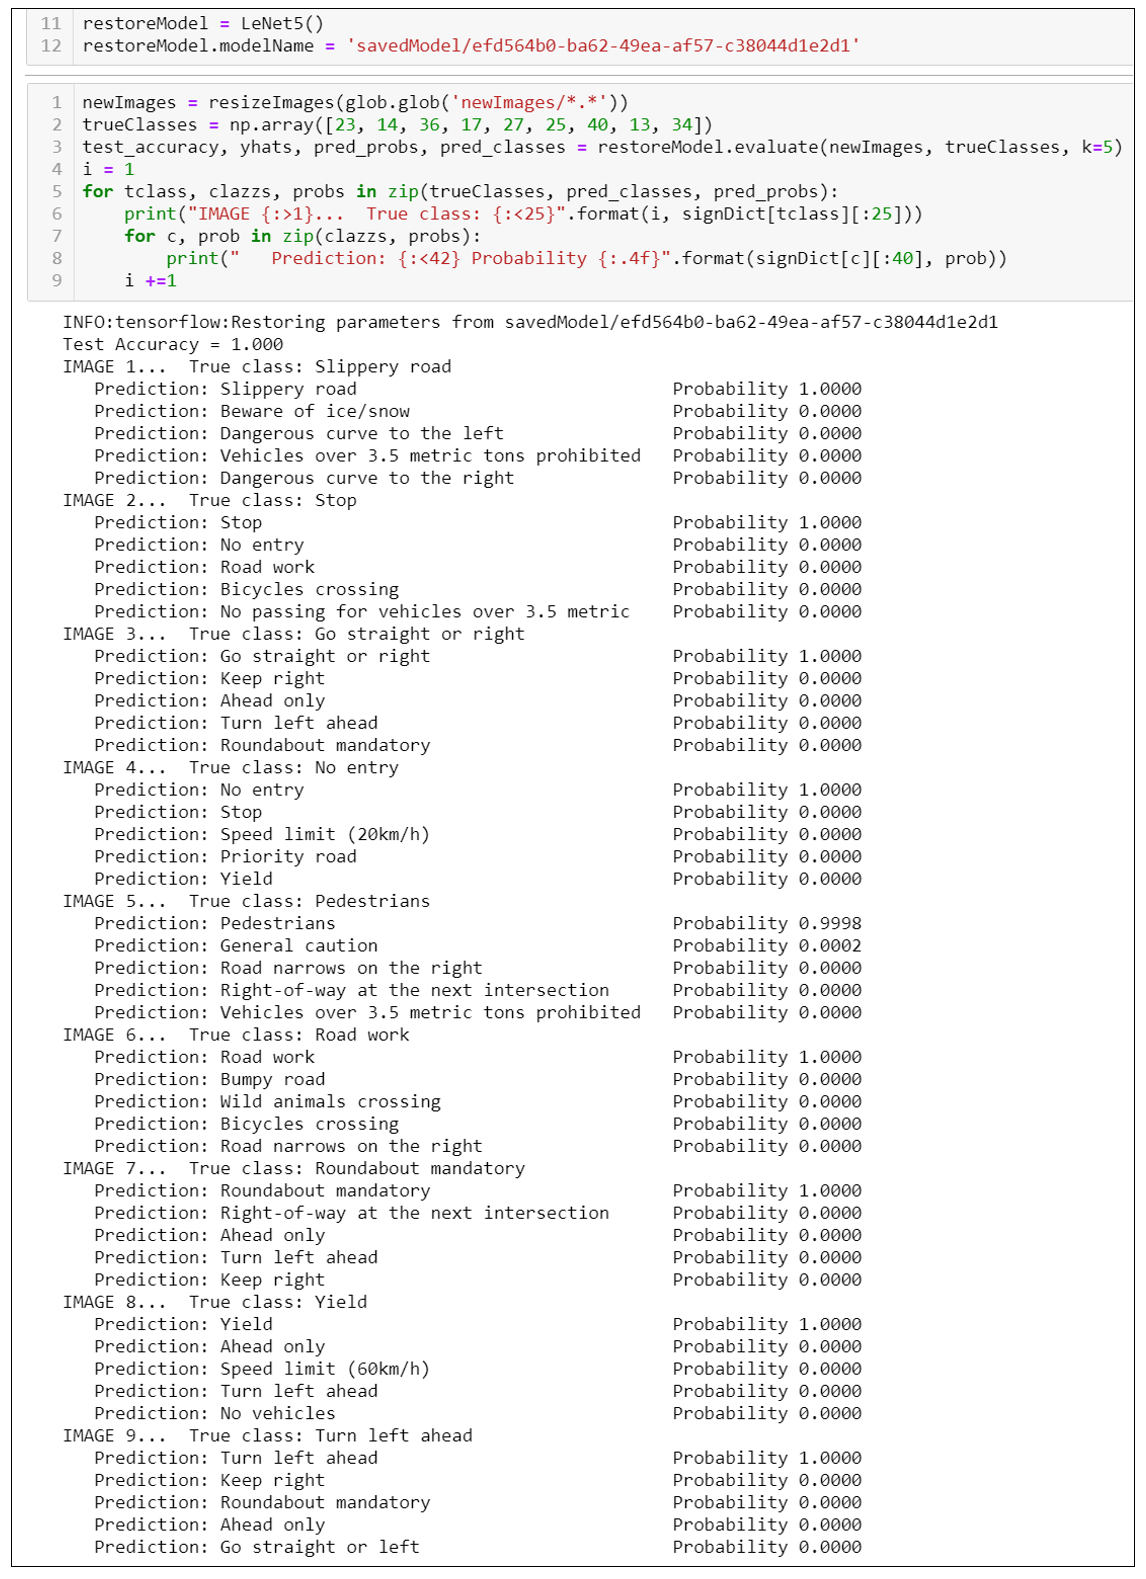 11 restoreModel = LeNet5()
12 restoreModel.modelName = 'savedModel/efd564b0-ba62-49ea-af57-c38044d1e2d1'
1 newImages = resizeImages(glob.glob('newImages/*.*'))
2 trueClasses = np.array([23, 14, 36, 17, 27, 25, 40, 13, 34])
3 test_accuracy, yhats, pred_probs, pred_classes = restoreModel.evaluate(newImages, trueClasses, k=5)
4 i = 1
5 for tclass, clazzs, probs in zip(trueClasses, pred_classes, pred_probs):
6     print("IMAGE {:>1}...  True class: {:<25}".format(i, signDict[tclass][:25]))
7     for c, prob in zip(clazzs, probs):
8         print("   Prediction: {:<42} Probability {:.4f}".format(signDict[c][:40], prob))
9     i +=1
INFO:tensorflow:Restoring parameters from savedModel/efd564b0-ba62-49ea-af57-c38044d1e2d1
Test Accuracy = 1.000
IMAGE 1...  True class: Slippery road
   Prediction: Slippery road                              Probability 1.0000
   Prediction: Beware of ice/snow                         Probability 0.0000
   Prediction: Dangerous curve to the left                Probability 0.0000
   Prediction: Vehicles over 3.5 metric tons prohibited   Probability 0.0000
   Prediction: Dangerous curve to the right               Probability 0.0000
IMAGE 2...  True class: Stop
   Prediction: Stop                                       Probability 1.0000
   Prediction: No entry                                   Probability 0.0000
   Prediction: Road work                                  Probability 0.0000
   Prediction: Bicycles crossing                          Probability 0.0000
   Prediction: No passing for vehicles over 3.5 metric    Probability 0.0000
IMAGE 3...  True class: Go straight or right
   Prediction: Go straight or right                       Probability 1.0000
   Prediction: Keep right                                 Probability 0.0000
   Prediction: Ahead only                                 Probability 0.0000
   Prediction: Turn left ahead                            Probability 0.0000
   Prediction: Roundabout mandatory                       Probability 0.0000
IMAGE 4...  True class: No entry
   Prediction: No entry                                   Probability 1.0000
   Prediction: Stop                                       Probability 0.0000
   Prediction: Speed limit (20km/h)                       Probability 0.0000
   Prediction: Priority road                              Probability 0.0000
   Prediction: Yield                                      Probability 0.0000
IMAGE 5...  True class: Pedestrians
   Prediction: Pedestrians                                Probability 0.9998
   Prediction: General caution                            Probability 0.0002
   Prediction: Road narrows on the right                  Probability 0.0000
   Prediction: Right-of-way at the next intersection      Probability 0.0000
   Prediction: Vehicles over 3.5 metric tons prohibited   Probability 0.0000
IMAGE 6...  True class: Road work
   Prediction: Road work                                  Probability 1.0000
   Prediction: Bumpy road                                 Probability 0.0000
   Prediction: Wild animals crossing                      Probability 0.0000
   Prediction: Bicycles crossing                          Probability 0.0000
   Prediction: Road narrows on the right                  Probability 0.0000
IMAGE 7...  True class: Roundabout mandatory
   Prediction: Roundabout mandatory                       Probability 1.0000
   Prediction: Right-of-way at the next intersection      Probability 0.0000
   Prediction: Ahead only                                 Probability 0.0000
   Prediction: Turn left ahead                            Probability 0.0000
   Prediction: Keep right                                 Probability 0.0000
IMAGE 8...  True class: Yield
   Prediction: Yield                                      Probability 1.0000
   Prediction: Ahead only                                 Probability 0.0000
   Prediction: Speed limit (60km/h)                       Probability 0.0000
   Prediction: Turn left ahead                            Probability 0.0000
   Prediction: No vehicles                                Probability 0.0000
IMAGE 9...  True class: Turn left ahead
   Prediction: Turn left ahead                            Probability 1.0000
   Prediction: Keep right                                 Probability 0.0000
   Prediction: Roundabout mandatory                       Probability 0.0000
   Prediction: Ahead only                                 Probability 0.0000
   Prediction: Go straight or left                        Probability 0.0000